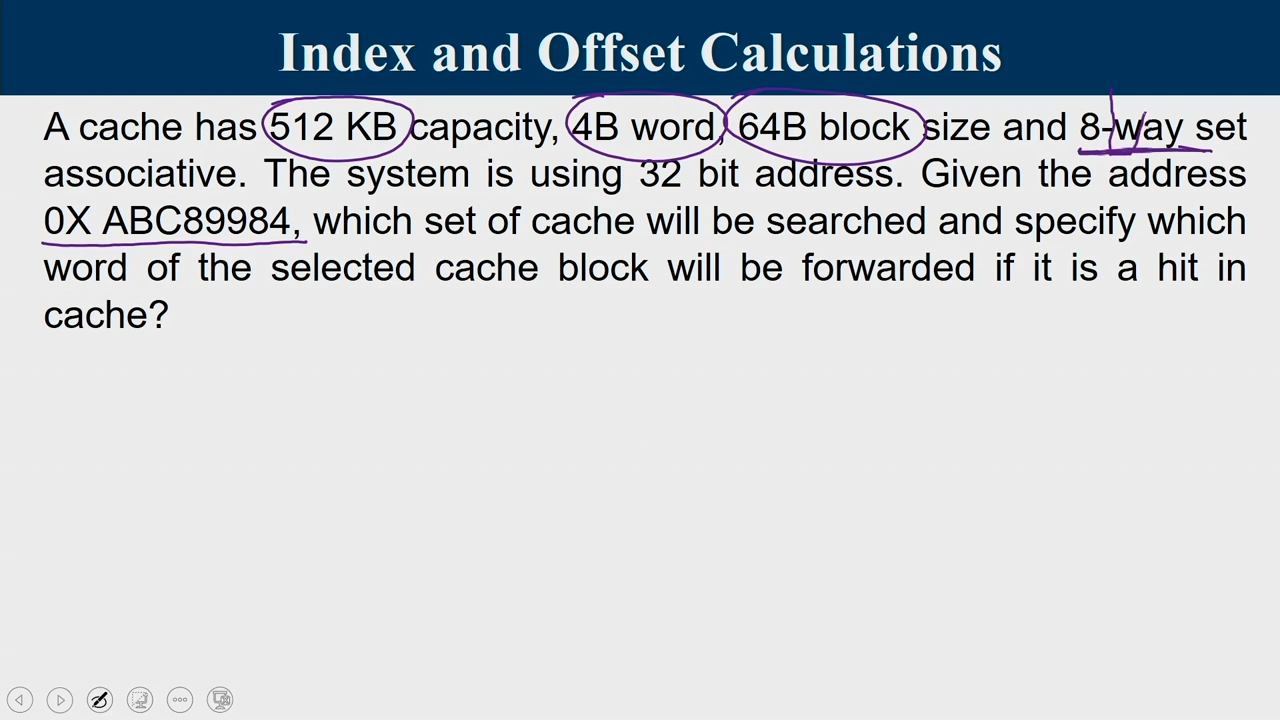 Index and Offset Calculations
A cache has 512 KB capacity, 4B word, 64B block size and 8-way set
associative. The system is using 32 bit address. Given the address
0X ABC89984, which set of cache will be searched and specify which
word of the selected cache block will be forwarded if it is a hit in
cache?